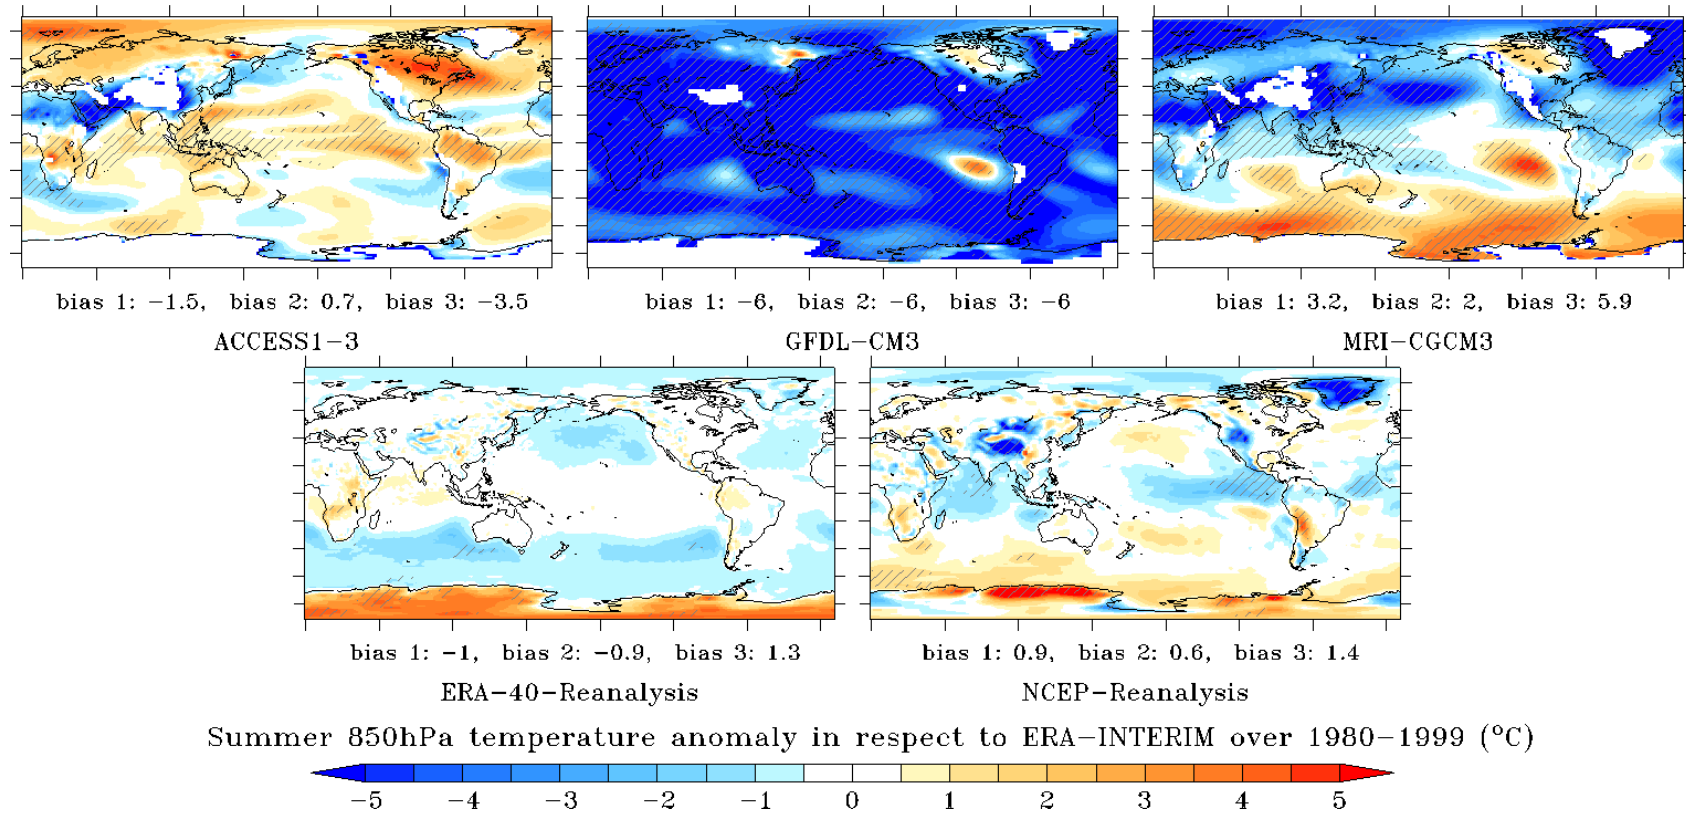 bias 1: −1.5, bias 2: 0.7, bias 3: −3.5
bias 1: −6, bias 2: −6, bias 3: −6
bias 1: 3.2, bias 2: 2, bias 3: 5.9
ACCESS1−3
GFDL−CM3
MRI−CGCM3
bias 1: −1, bias 2: −0.9, bias 3: 1.3
bias 1: 0.9, bias 2: 0.6, bias 3: 1.4
ERA−40−Reanalysis
NCEP−Reanalysis
Summer 850hPa temperature anomaly in respect to ERA−INTERIM over 1980−1999 (°C)
−5 −4 −3 −2 −1 0 1 2 3 4 5